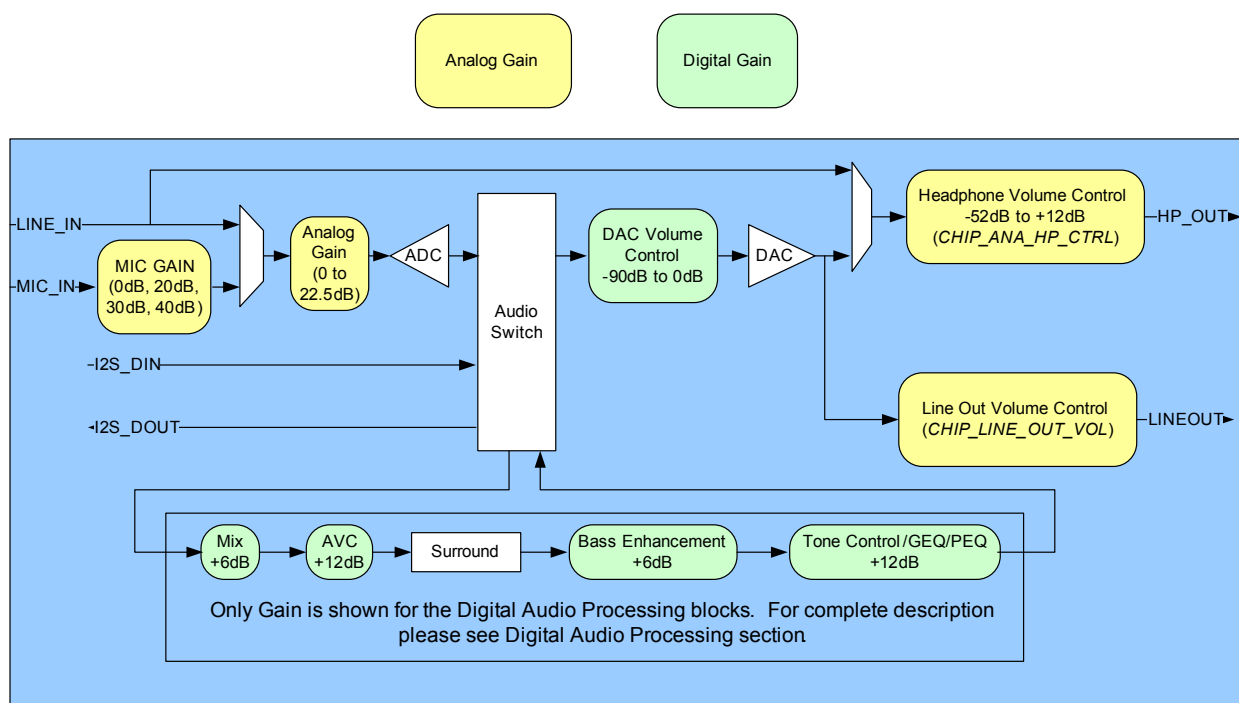 Analog Gain
Digital Gain
LINE_IN
MIC_IN
MIC GAIN
(0dB, 20dB,
30dB, 40dB)
Analog
Gain
(0 to
22.5dB)
ADC
Audio
Switch
DAC Volume
Control
-90dB to 0dB
DAC
Headphone Volume Control
-52dB to +12dB
(CHIP_ANA_HP_CTRL)
HP_OUT
I2S_DIN
I2S_DOUT
Line Out Volume Control
(CHIP_LINE_OUT_VOL)
LINEOUT
Mix
+6dB
AVC
+12dB
Surround
Bass Enhancement
+6dB
Tone Control/GEQ/PEQ
+12dB
Only Gain is shown for the Digital Audio Processing blocks. For complete description
please see Digital Audio Processing section.